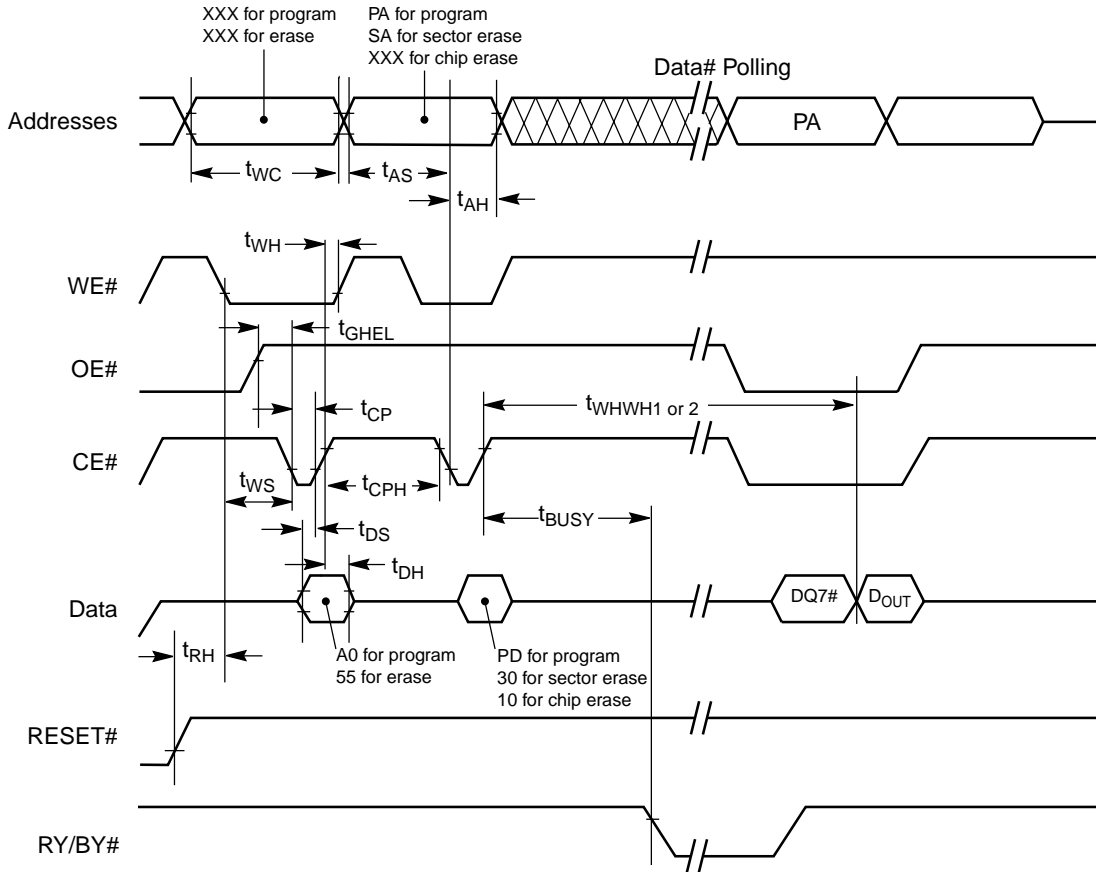 XXX for program
XXX for erase
PA for program
SA for sector erase
XXX for chip erase
Data# Polling
Addresses
PA
tWC
tAS
tAH
tWH
WE#
tGHEL
OE#
tWHWH1 or 2
tCP
CE#
tWS
tCPH
tBUSY
tDS
tDH
Data
DQ7#
DOUT
tRH
A0 for program
55 for erase
PD for program
30 for sector erase
10 for chip erase
RESET#
RY/BY#